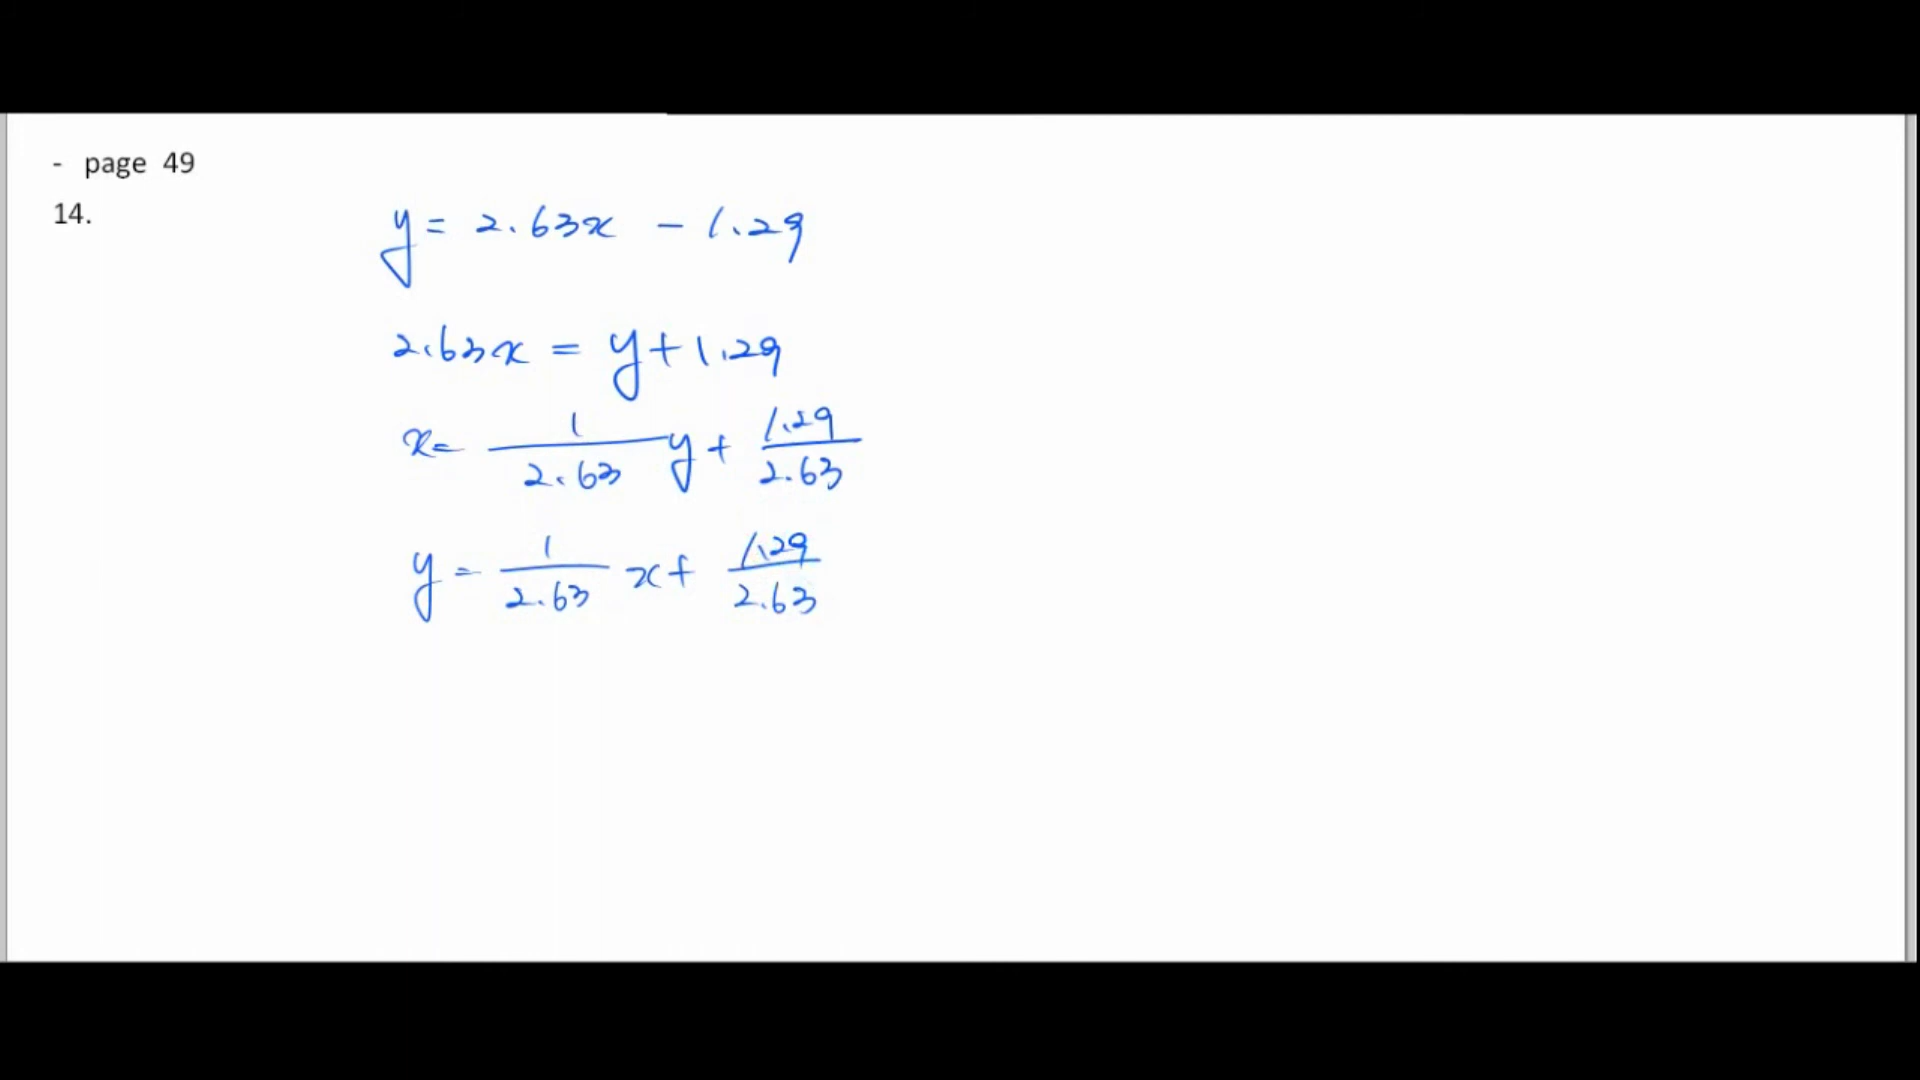 - page 49
14.
y = 2.63x - 1.29
2.63x = y + 1.29
x = 1/2.63 y + 1.29/2.63
y = 1/2.63 x + 1.29/2.63